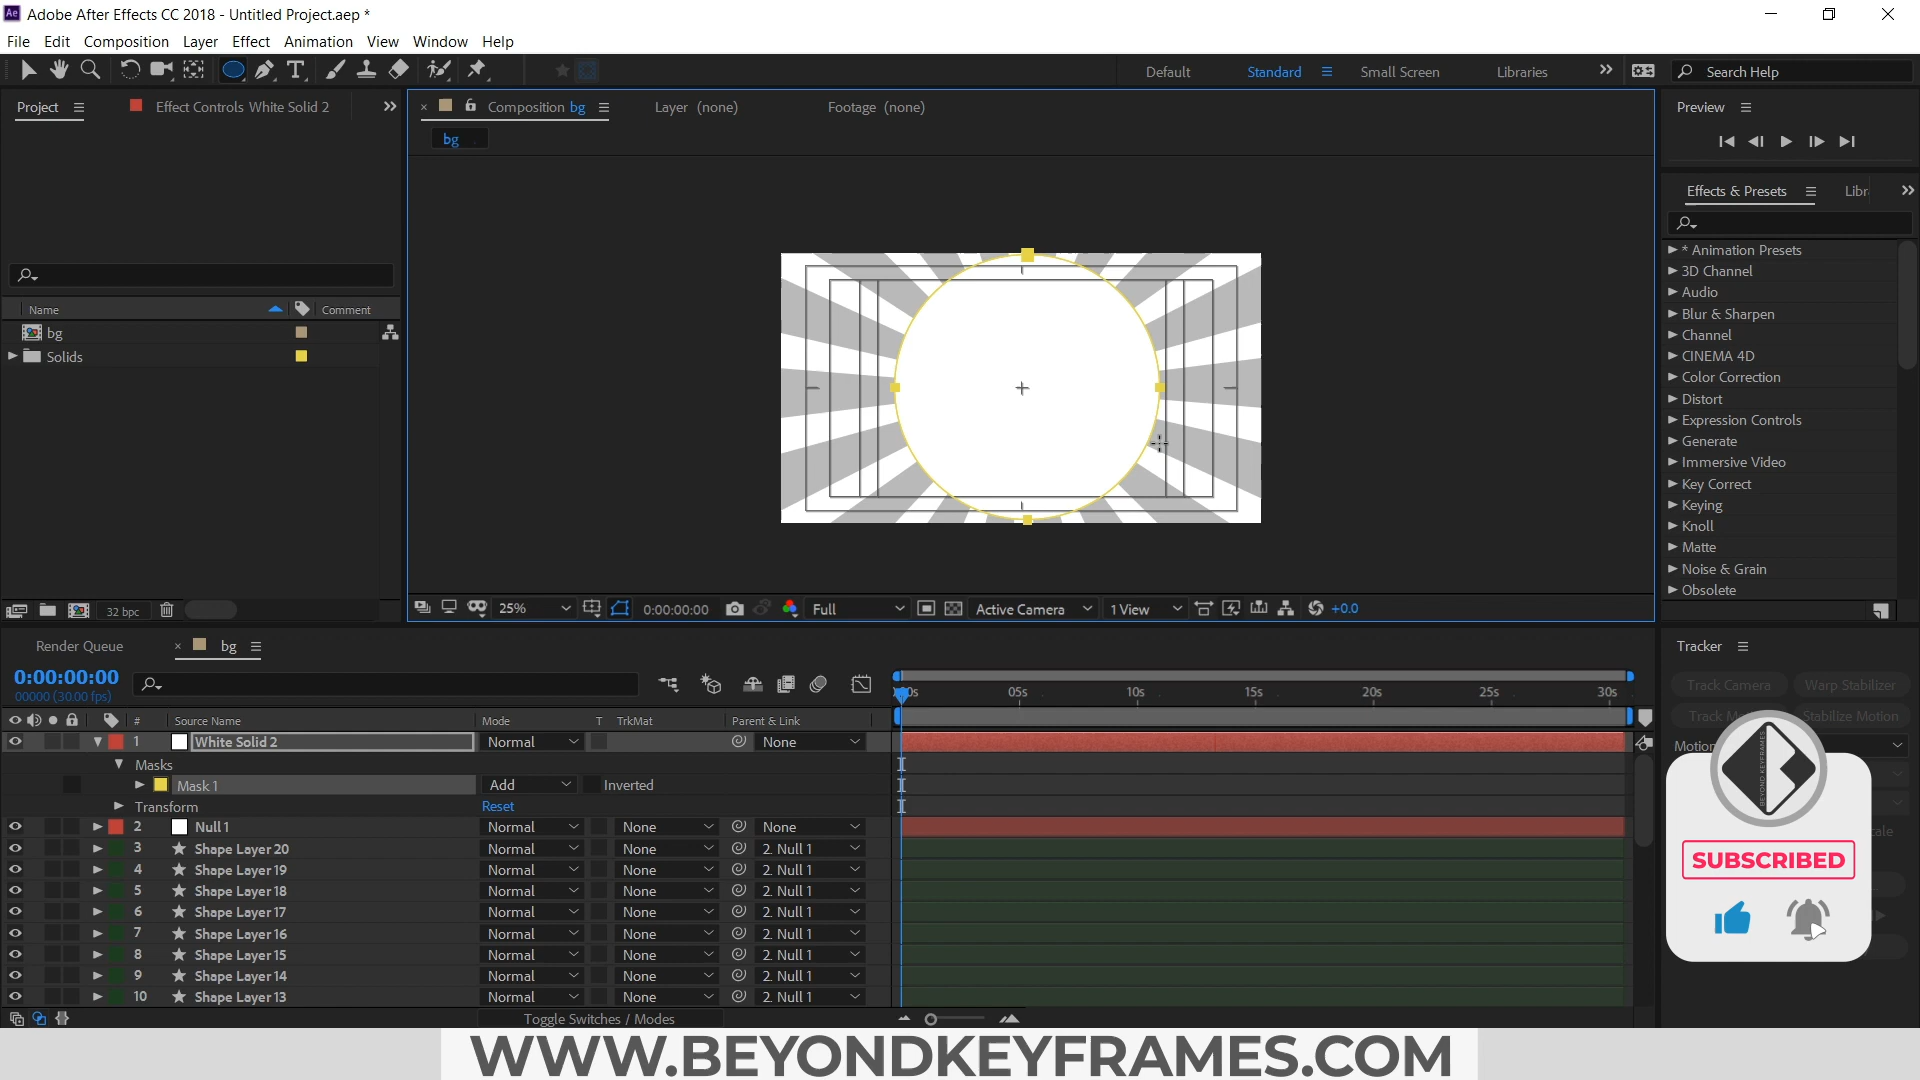 Ae Adobe After Effects CC 2018 - Untitled Project.aep *
File Edit Composition Layer Effect Animation View Window Help
T Default Standard Small Screen Libraries Search Help
Project Effect Controls White Solid 2 Composition bg Layer (none) Footage (none) Preview
bg
Effects & Presets Libr
* Animation Presets
3D Channel
Audio
Name Comment
Blur & Sharpen
bg
Channel
Solids
CINEMA 4D
Color Correction
Distort
Expression Controls
Generate
Immersive Video
Key Correct
Keying
Knoll
Matte
Noise & Grain
Obsolete
32 bpc 25% 0:00:00:00 Full Active Camera 1 View +0.0
Render Queue bg Tracker
0:00:00:00
00000 (30.00 fps)
05s 10s 15s 20s 25s 30s
Track Camera Warp Stabilizer
Stabilize Motion
# Source Name Mode T TrkMat Parent & Link
1 White Solid 2 Normal None
Masks
Mask 1 Add Inverted
Transform Reset
2 Null 1 Normal None None
3 Shape Layer 20 Normal None 2. Null 1
4 Shape Layer 19 Normal None 2. Null 1
5 Shape Layer 18 Normal None 2. Null 1
6 Shape Layer 17 Normal None 2. Null 1
7 Shape Layer 16 Normal None 2. Null 1
8 Shape Layer 15 Normal None 2. Null 1
9 Shape Layer 14 Normal None 2. Null 1
10 Shape Layer 13 Normal None 2. Null 1
Toggle Switches / Modes
BEYOND KEYFRAMES
SUBSCRIBED
WWW.BEYONDKEYFRAMES.COM